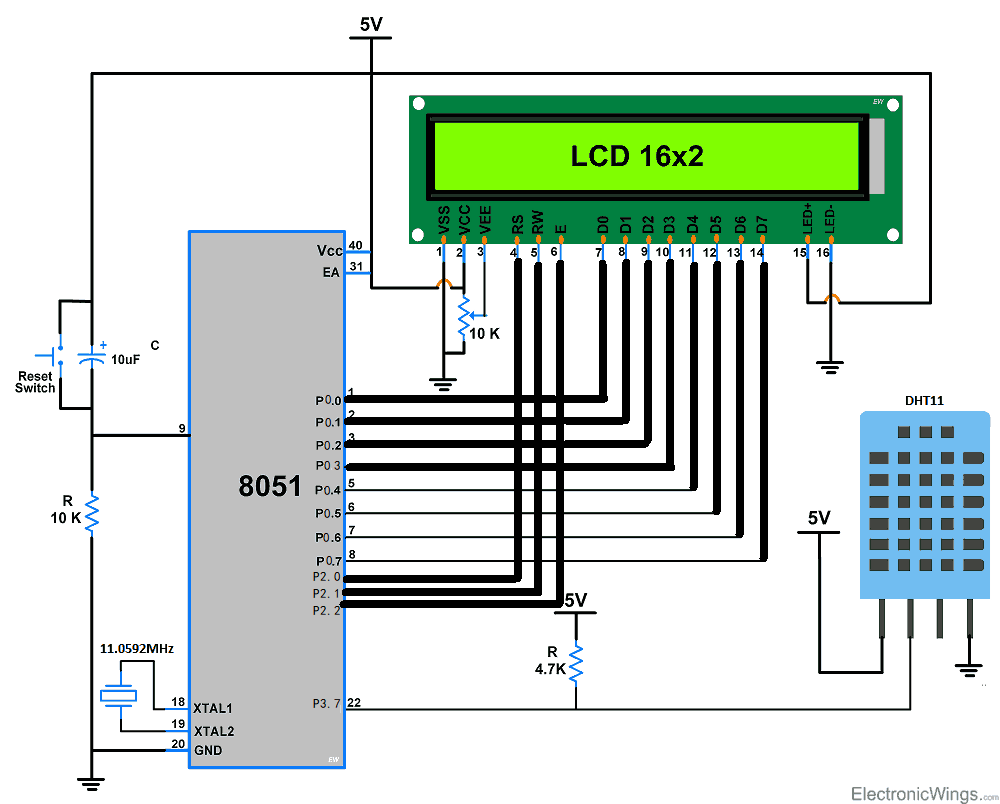 5V
EW
LCD 16x2
VSS VCC VEE RS RW E D0 D1 D2 D3 D4 D5 D6 D7 LED+ LED-
1 2 3 4 5 6 7 8 9 10 11 12 13 14 15 16
Vcc 40
EA 31
10 K
+
10uF
C
Reset
Switch
9
R
10 K
8051
P0.0 1
P0.1 2
P0.2 3
P0.3
P0.4 5
P0.5 6
P0.6 7
P0.7 8
P2.0
P2.1
P2.2
DHT11
5V
5V
R
4.7K
11.0592MHz
18 XTAL1
19 XTAL2
20 GND
P3.7 22
EW
ElectronicWings.com